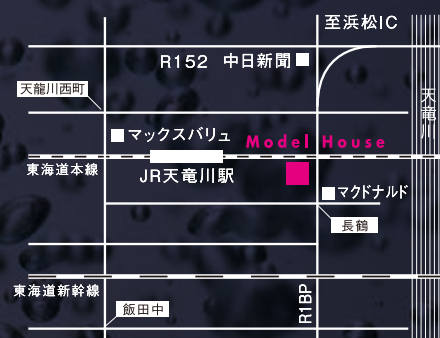 至浜松IC
R152 中日新聞
天龍川西町
天竜川
マックスバリュ
Model House
東海道本線
JR天竜川駅
マクドナルド
長鶴
東海道新幹線
飯田中
R1BP